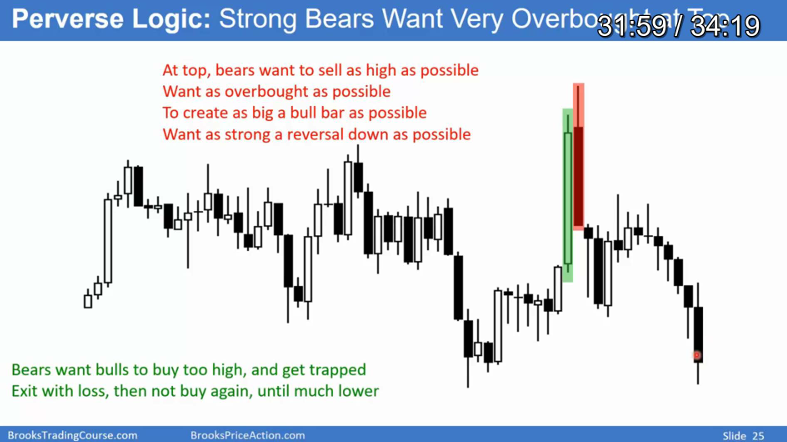 Perverse Logic: Strong Bears Want Very Overbought at Top
31:59 / 34:19
At top, bears want to sell as high as possible
Want as overbought as possible
To create as big a bull bar as possible
Want as strong a reversal down as possible
Bears want bulls to buy too high, and get trapped
Exit with loss, then not buy again, until much lower
BrooksTradingCourse.com
BrooksPriceAction.com
Slide 25